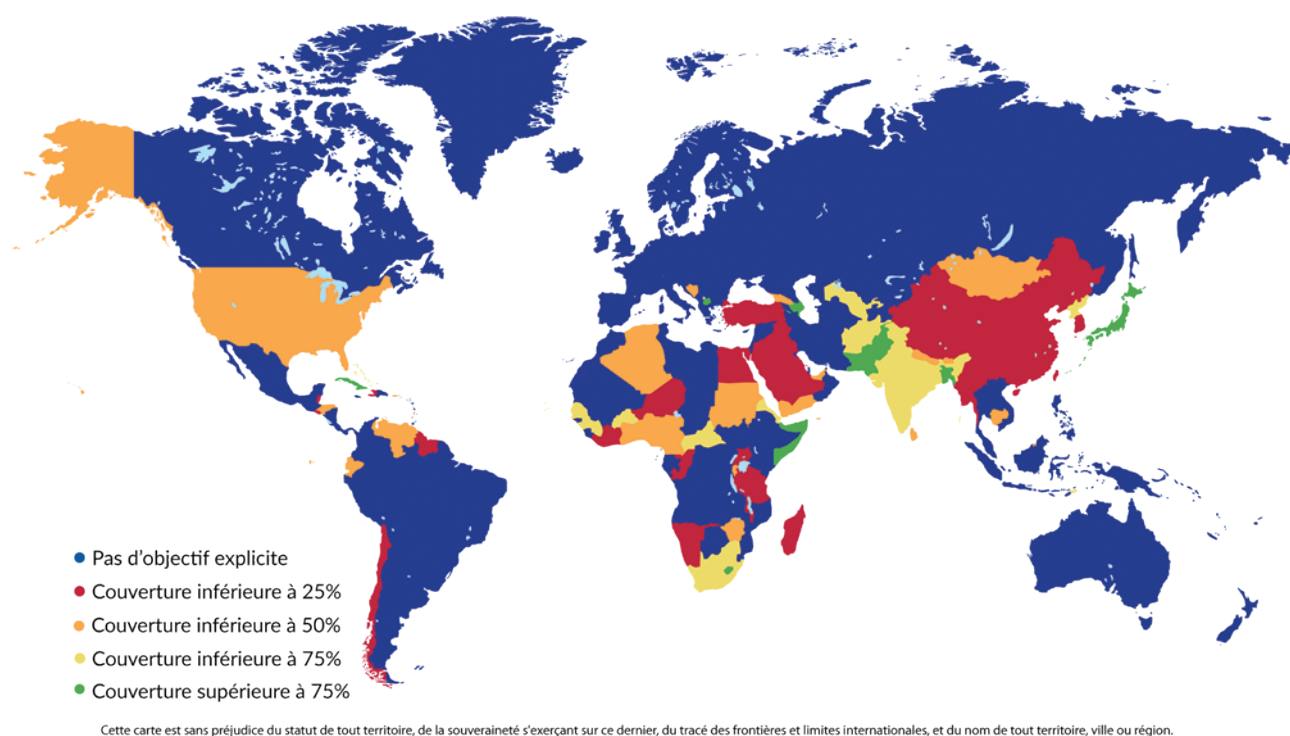 Pas d'objectif explicite
Couverture inférieure à 25%
Couverture inférieure à 50%
Couverture inférieure à 75%
Couverture supérieure à 75%
Cette carte est sans préjudice du statut de tout territoire, de la souveraineté s'exerçant sur ce dernier, du tracé des frontières et limites internationales, et du nom de tout territoire, ville ou région.